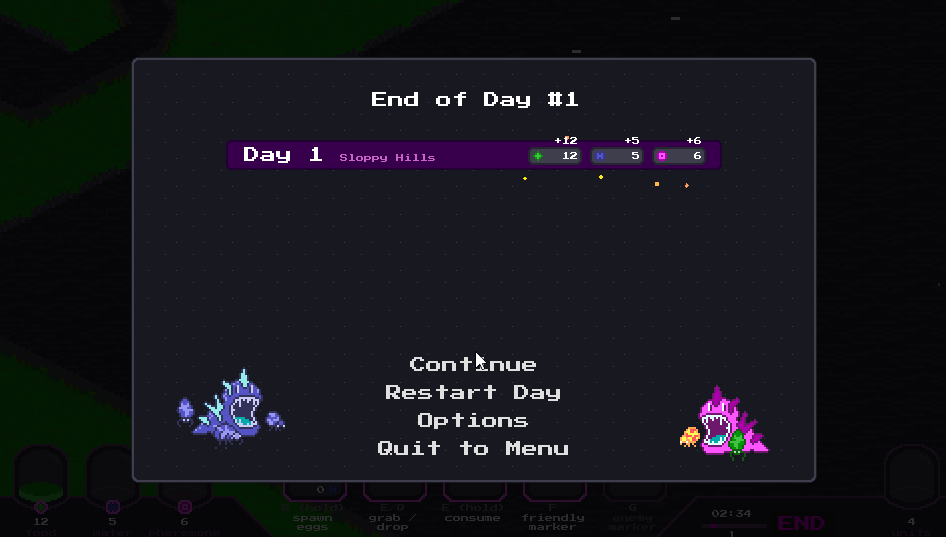 End of Day #1
+12 +5 +6
Day 1 Sloppy Hills 12 5 6
Continue
Restart Day
Options
Quit to Menu
0
12 5 6
(hold) E/Q E (hold) F G
spawn eggs
grab / drop
consume
friendly marker
enemy marker
02:34
1
END
4